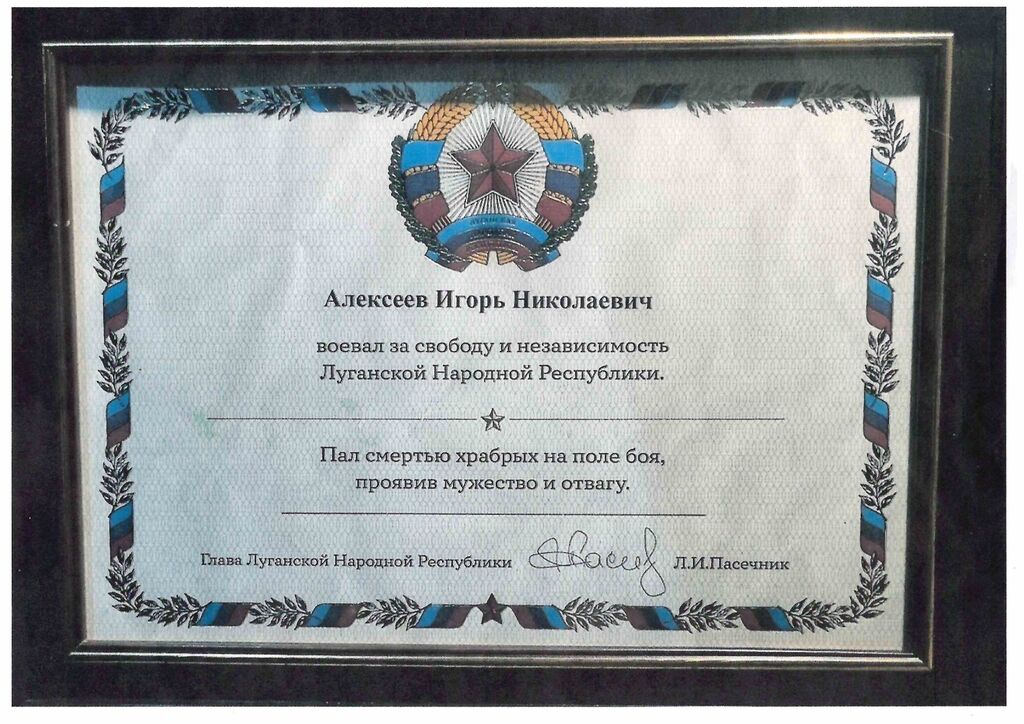 ЛУГАНСКАЯ
Алексеев Игорь Николаевич
воевал за свободу и независимость
Луганской Народной Республики.
Пал смертью храбрых на поле боя,
проявив мужество и отвагу.
Глава Луганской Народной Республики Л.И.Пасечник